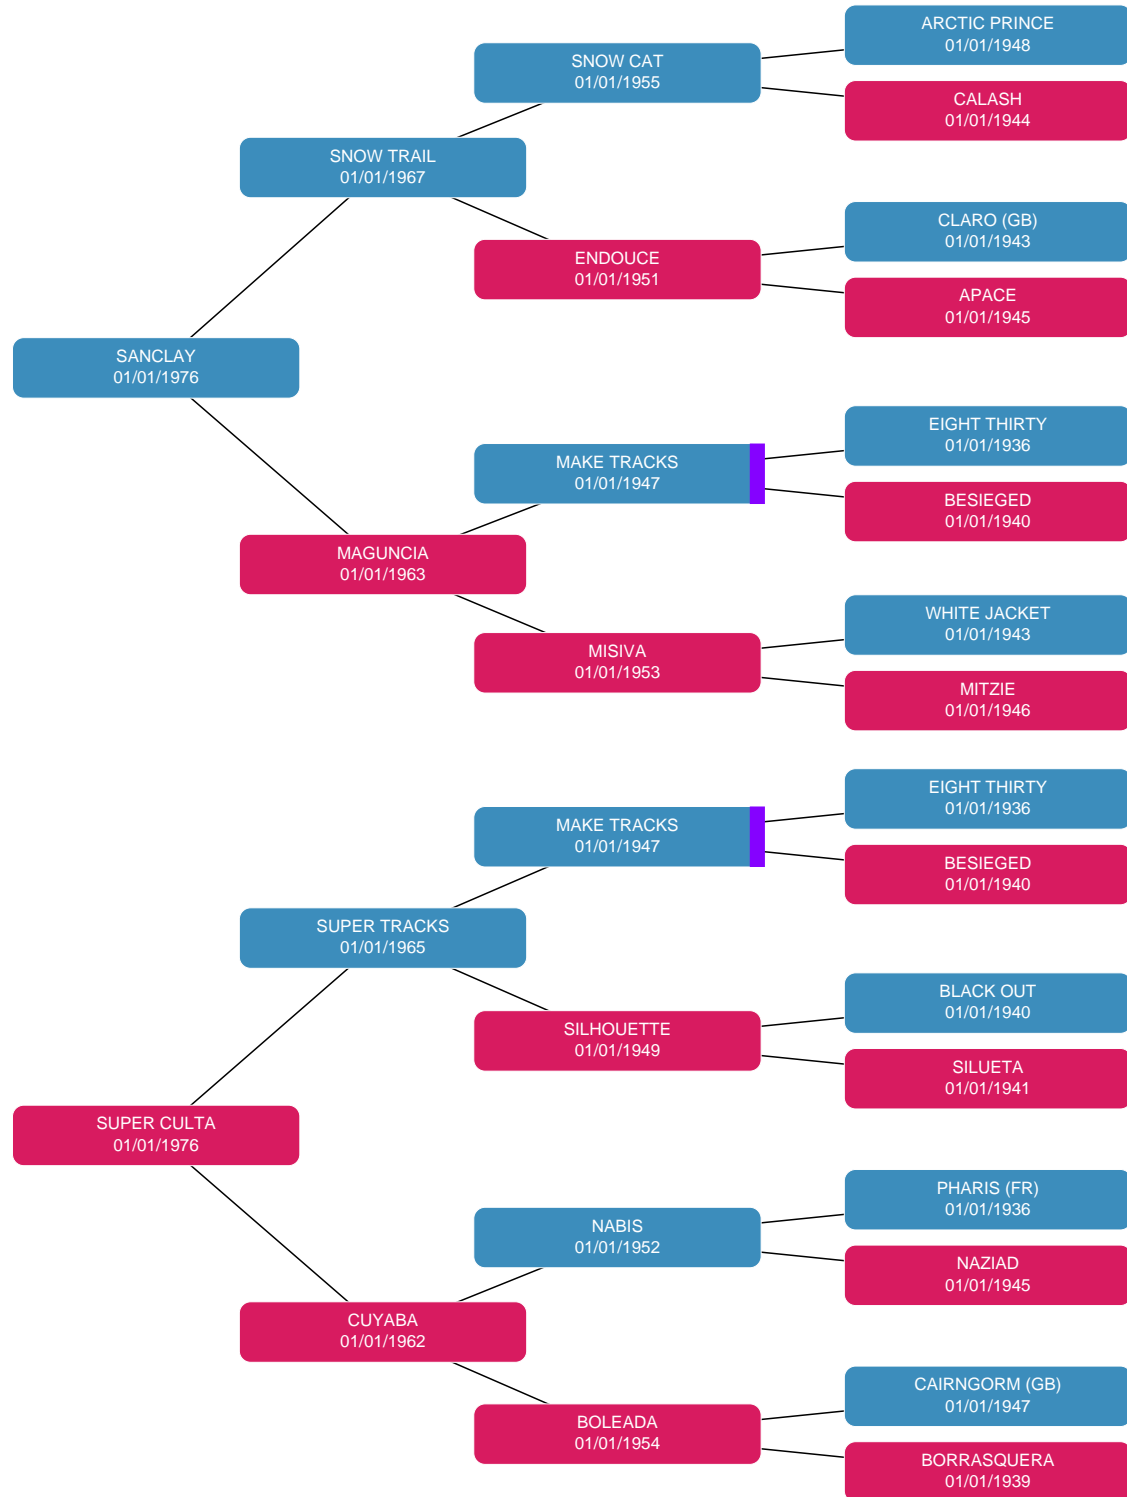 ARCTIC PRINCE
01/01/1948
SNOW CAT
01/01/1955
CALASH
01/01/1944
SNOW TRAIL
01/01/1967
CLARO (GB)
01/01/1943
ENDOUCE
01/01/1951
APACE
01/01/1945
SANCLAY
01/01/1976
EIGHT THIRTY
01/01/1936
MAKE TRACKS
01/01/1947
BESIEGED
01/01/1940
MAGUNCIA
01/01/1963
WHITE JACKET
01/01/1943
MISIVA
01/01/1953
MITZIE
01/01/1946
EIGHT THIRTY
01/01/1936
MAKE TRACKS
01/01/1947
BESIEGED
01/01/1940
SUPER TRACKS
01/01/1965
BLACK OUT
01/01/1940
SILHOUETTE
01/01/1949
SILUETA
01/01/1941
SUPER CULTA
01/01/1976
PHARIS (FR)
01/01/1936
NABIS
01/01/1952
NAZIAD
01/01/1945
CUYABA
01/01/1962
CAIRNGORM (GB)
01/01/1947
BOLEADA
01/01/1954
BORRASQUERA
01/01/1939